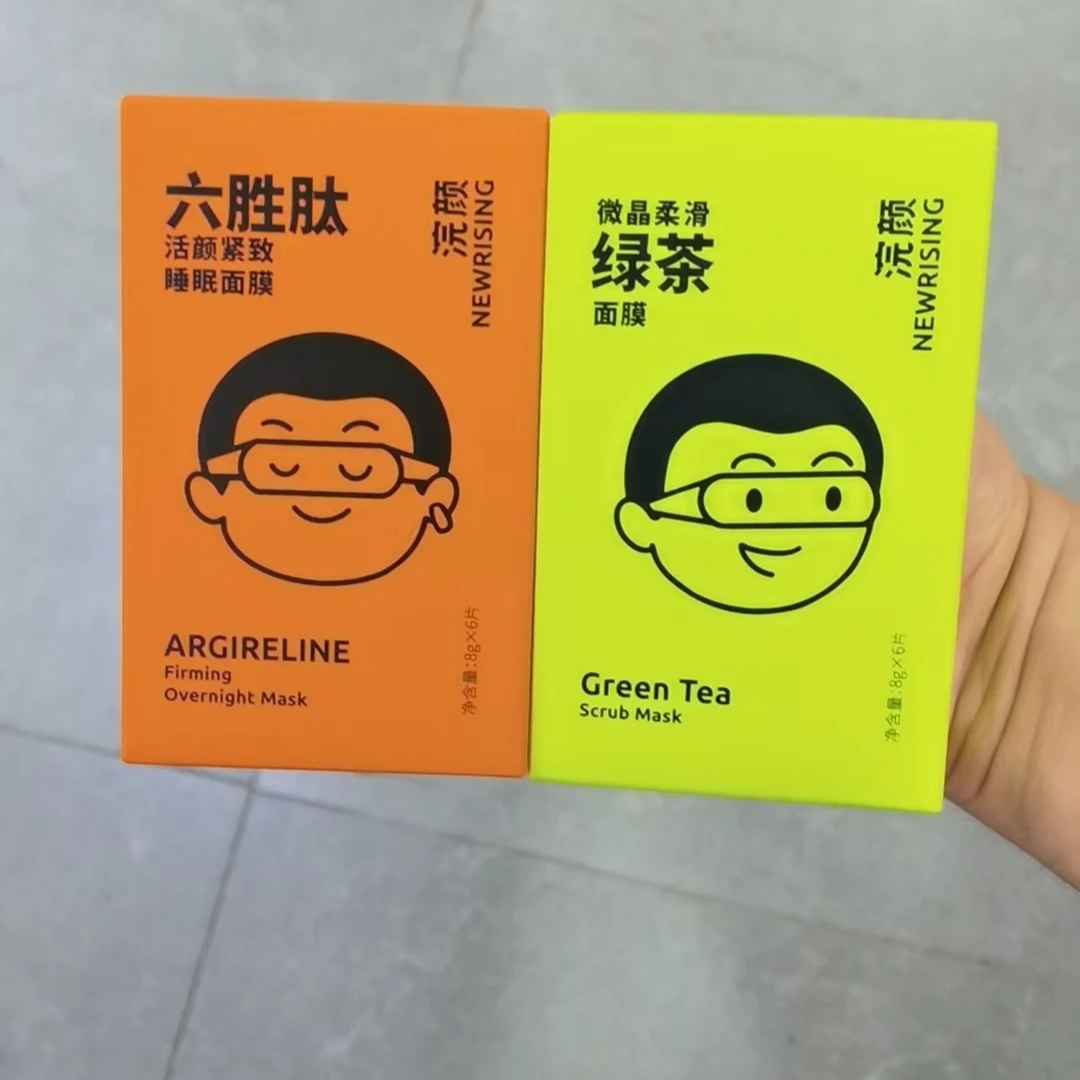 六胜肽
活颜紧致
睡眠面膜
浣颜
NEWRISING
ARGIRELINE
Firming
Overnight Mask
净含量:8g×6片
微晶柔滑
绿茶
面膜
浣颜
NEWRISING
Green Tea
Scrub Mask
净含量:8g×6片